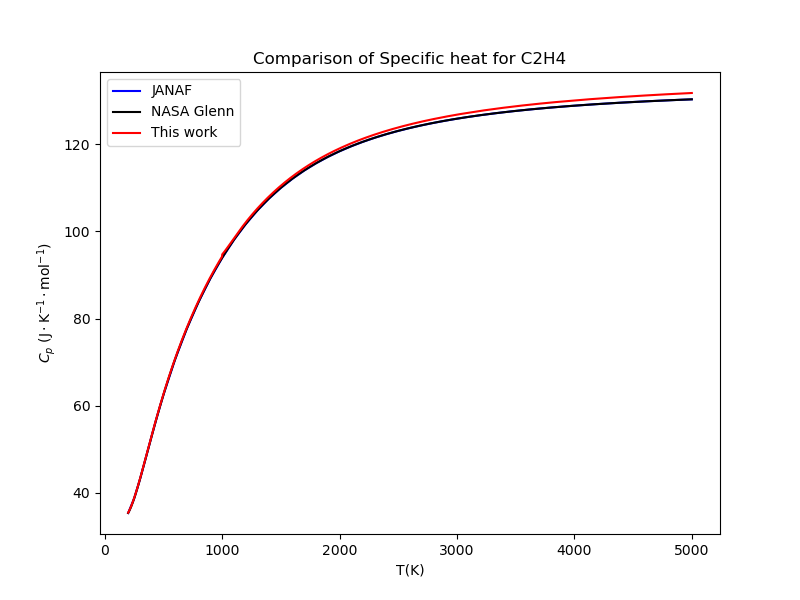 Comparison of Specific heat for C2H4
JANAF
NASA Glenn
This work
120
100
80
60
40
$C_p$ (J · K$^{-1}$ · mol$^{-1}$)
0 1000 2000 3000 4000 5000
T(K)